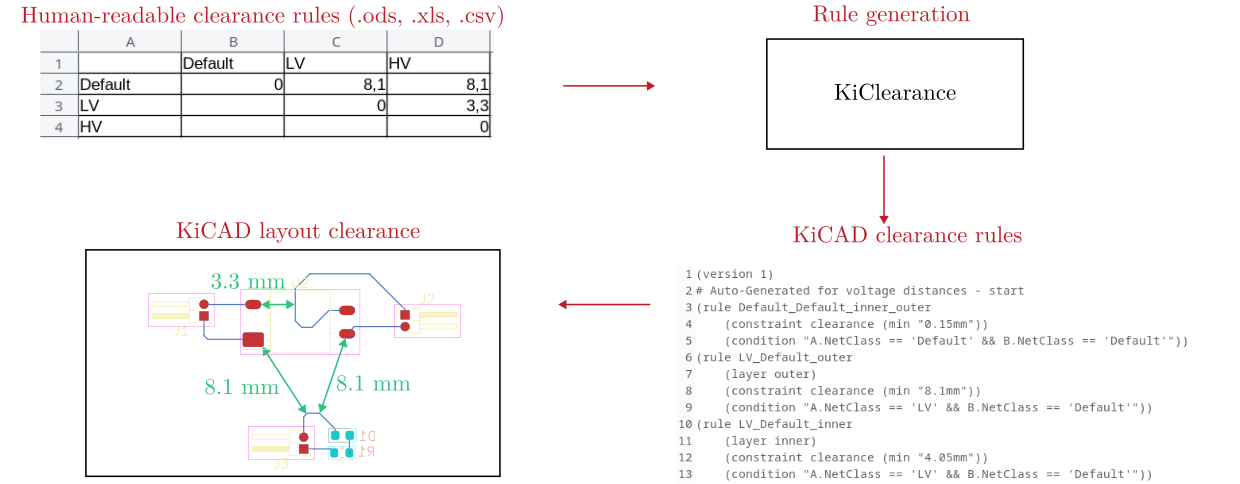 Human-readable clearance rules (.ods, .xls, .csv)
A B C D
1 Default LV HV
2 Default 0 8,1 8,1
3 LV 0 3,3
4 HV 0
Rule generation
KiClearance
KiCAD clearance rules
1 (version 1)
2 # Auto-Generated for voltage distances - start
3 (rule Default_Default_inner_outer
4 (constraint clearance (min "0.15mm"))
5 (condition "A.NetClass == 'Default' && B.NetClass == 'Default'"))
6 (rule LV_Default_outer
7 (layer outer)
8 (constraint clearance (min "8.1mm"))
9 (condition "A.NetClass == 'LV' && B.NetClass == 'Default'"))
10 (rule LV_Default_inner
11 (layer inner)
12 (constraint clearance (min "4.05mm"))
13 (condition "A.NetClass == 'LV' && B.NetClass == 'Default'"))
KiCAD layout clearance
3.3 mm
J1
J2
8.1 mm
8.1 mm
J3
D1
R1